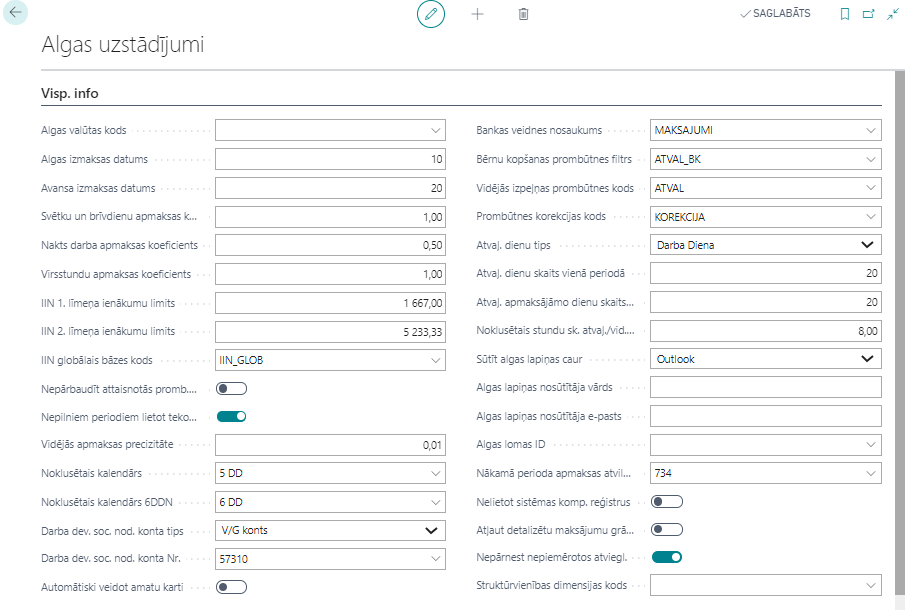 SAGLABĀTS
Algas uzstādījumi
Visp. info
Algas valūtas kods
Algas izmaksas datums 10
Avansa izmaksas datums 20
Svētku un brīvdienu apmaksas k... 1,00
Nakts darba apmaksas koeficients 0,50
Virsstundu apmaksas koeficients 1,00
IIN 1. līmeņa ienākumu limits 1 667,00
IIN 2. līmeņa ienākumu limits 5 233,33
IIN globālais bāzes kods IIN_GLOB
Nepārbaudīt attaisnotās promb....
Nepilniem periodiem lietot teko...
Vidējās apmaksas precizitāte 0,01
Noklusētais kalendārs 5 DD
Noklusētais kalendārs 6DDN 6 DD
Darba dev. soc. nod. konta tips V/G konts
Darba dev. soc. nod. konta Nr. 57310
Automātiski veidot amatu karti
Bankas veidnes nosaukums MAKSAJUMI
Bērnu kopšanas prombūtnes filtrs ATVAL_BK
Vidējās izpeļņas prombūtnes kods ATVAL
Prombūtnes korekcijas kods KOREKCIJA
Atvaļ. dienu tips Darba Diena
Atvaļ. dienu skaits vienā periodā 20
Atvaļ. apmaksājāmo dienu skaits... 20
Noklusētais stundu sk. atvaļ./vid.... 8,00
Sūtīt algas lapiņas caur Outlook
Algas lapiņas nosūtītāja vārds
Algas lapiņas nosūtītāja e-pasts
Algas lomas ID
Nākamā perioda apmaksas atvil... 734
Nelietot sistēmas komp. reģistrus
Atļaut detalizētu maksājumu grā...
Nepārnest nepiemērotos atviegl.
Struktūrvienības dimensijas kods